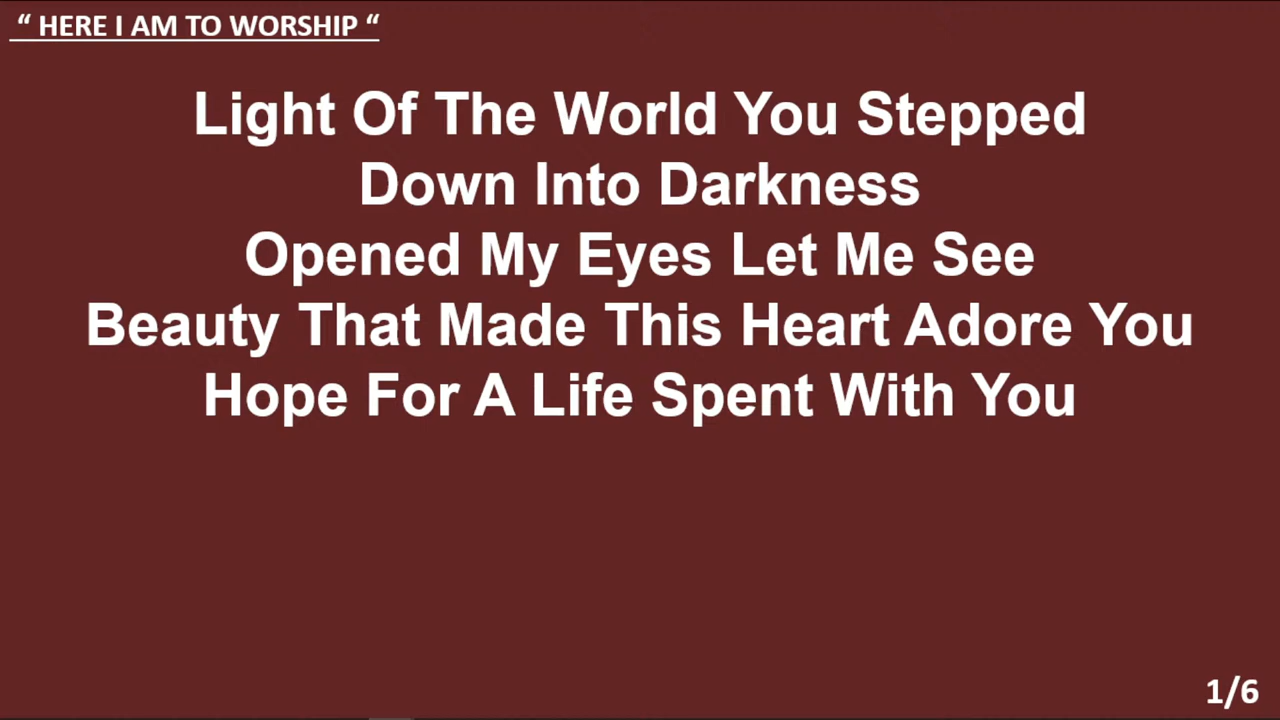 “ HERE I AM TO WORSHIP “
Light Of The World You Stepped
Down Into Darkness
Opened My Eyes Let Me See
Beauty That Made This Heart Adore You
Hope For A Life Spent With You
1/6